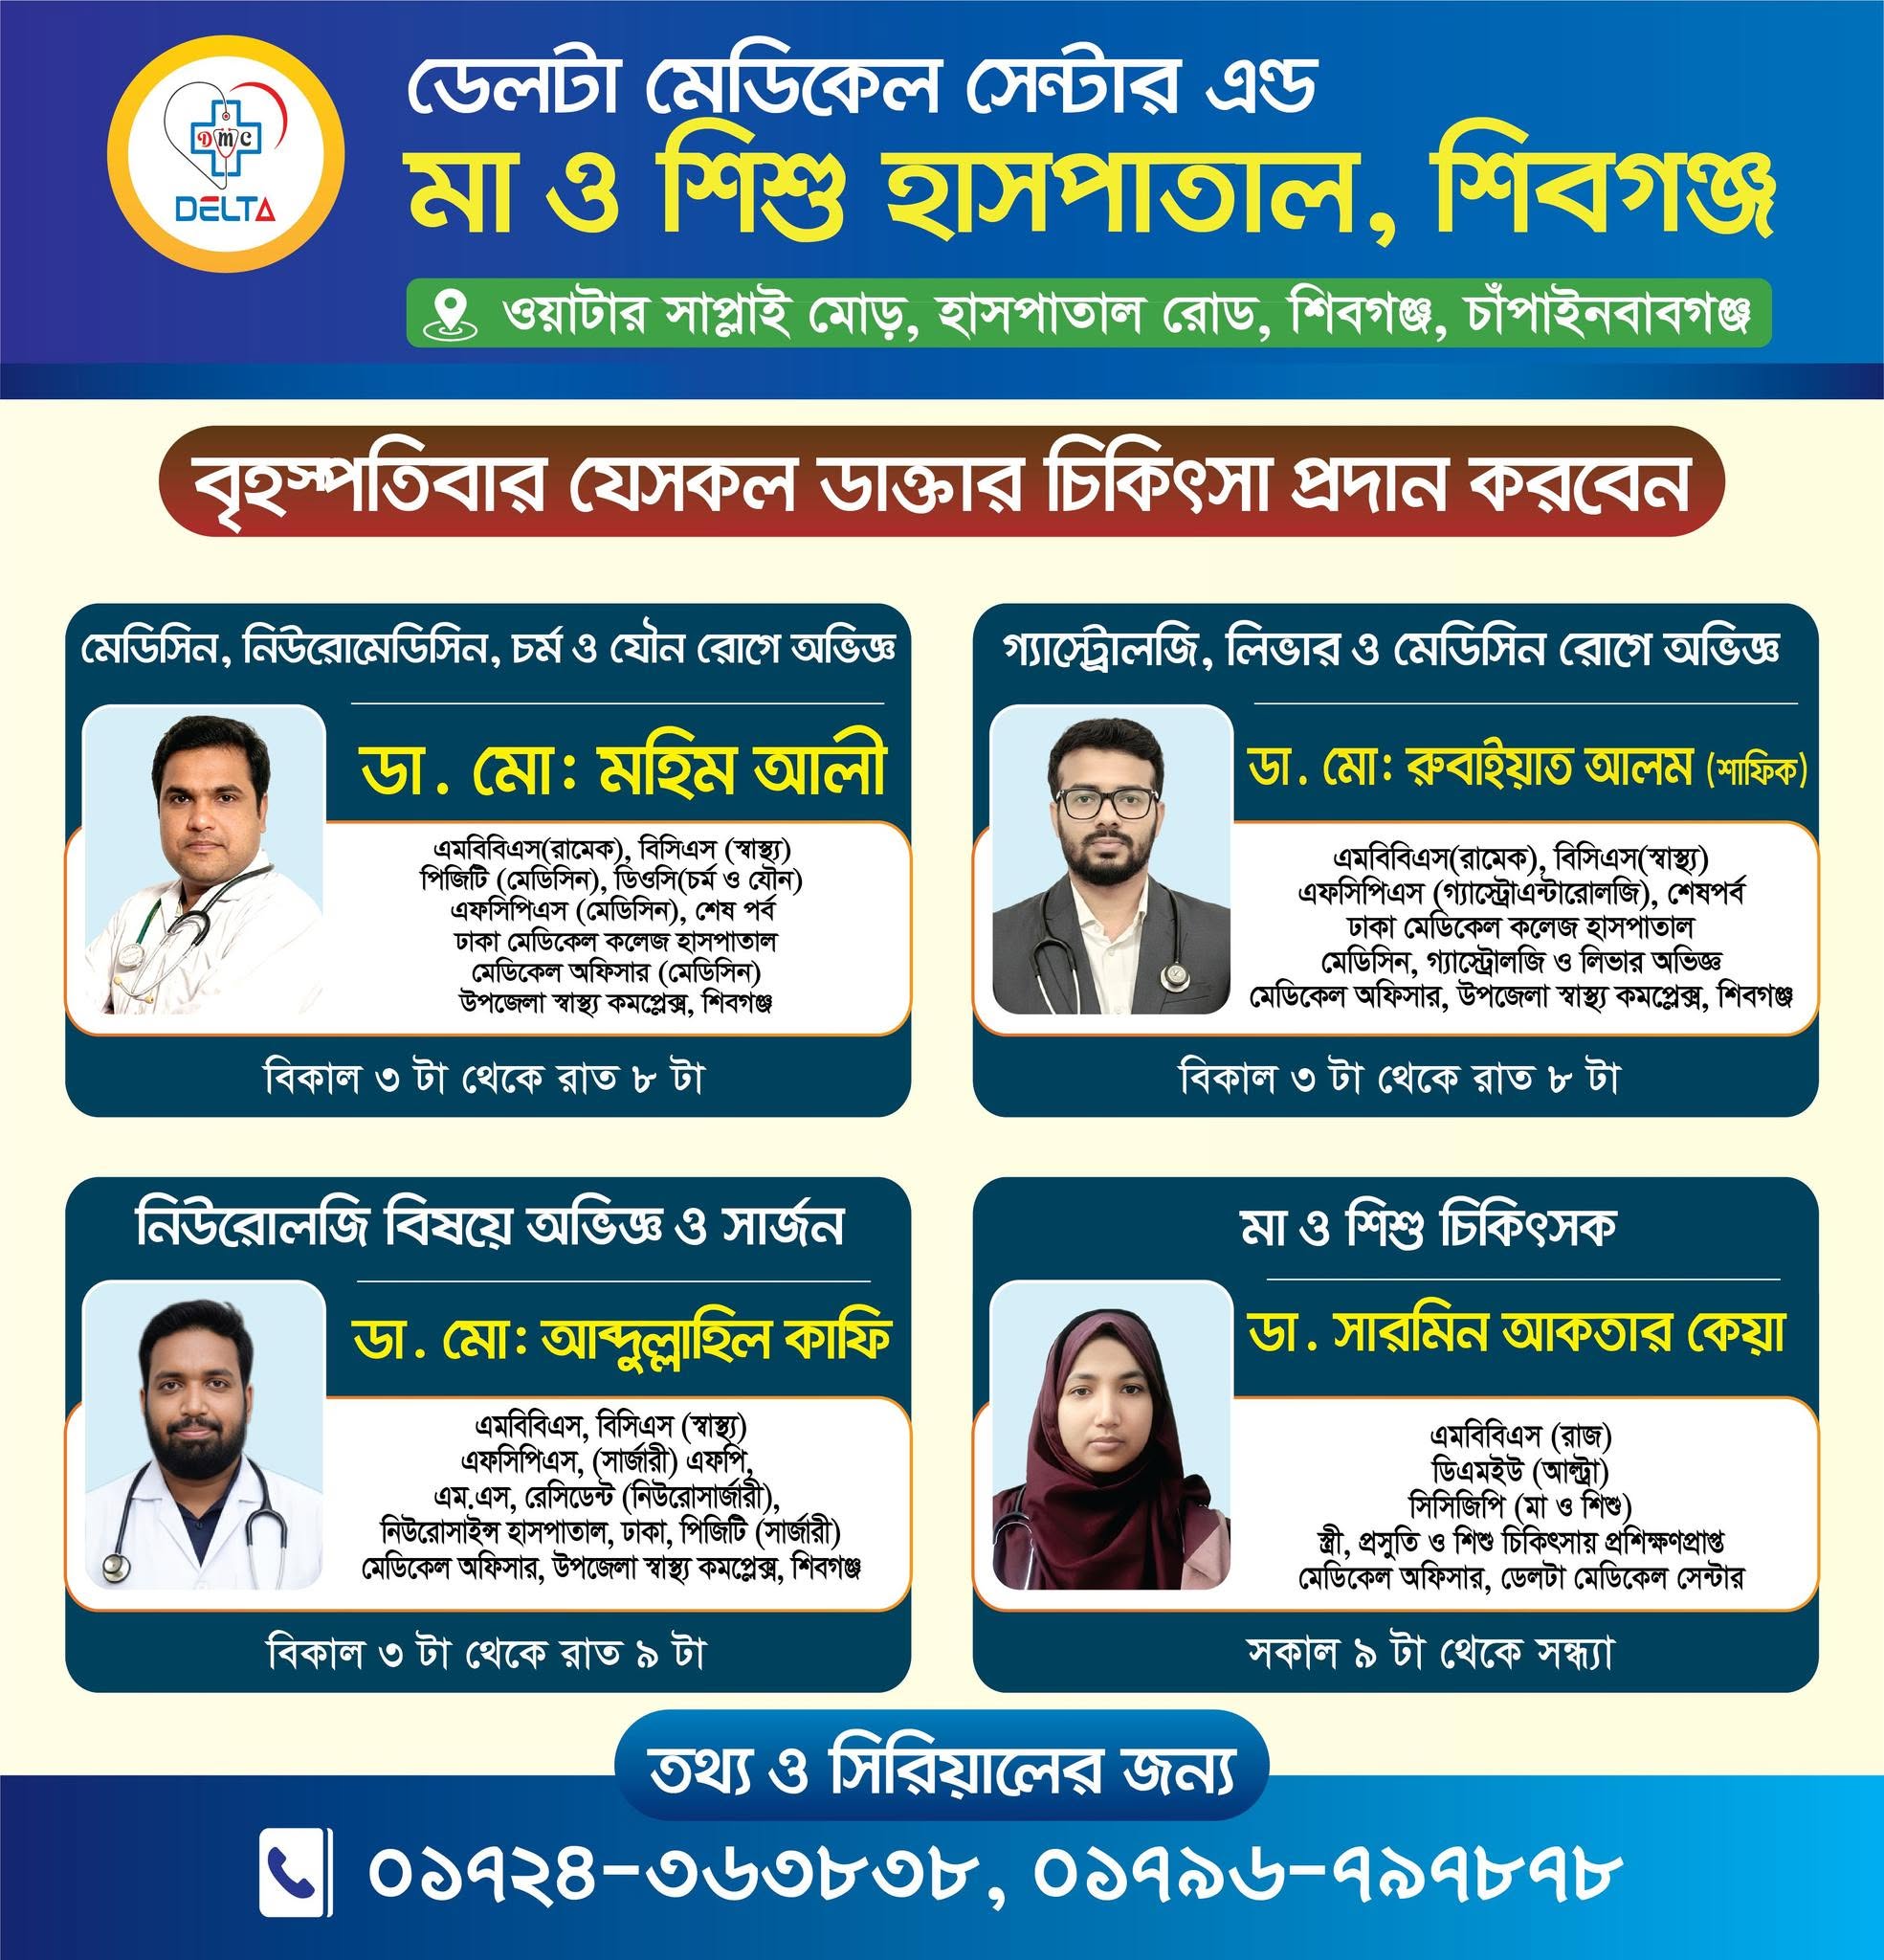 DMC
DELTA
ডেলটা মেডিকেল সেন্টার এন্ড
মা ও শিশু হাসপাতাল, শিবগঞ্জ
ওয়াটার সাপ্লাই মোড়, হাসপাতাল রোড, শিবগঞ্জ, চাঁপাইনবাবগঞ্জ
বৃহস্পতিবার যেসকল ডাক্তার চিকিৎসা প্রদান করবেন
মেডিসিন, নিউরোমেডিসিন, চর্ম ও যৌন রোগে অভিজ্ঞ
ডা. মো: মহিম আলী
এমবিবিএস(রামেক), বিসিএস (স্বাস্থ্য)
পিজিটি (মেডিসিন), ডিওসি(চর্ম ও যৌন)
এফসিপিএস (মেডিসিন), শেষ পর্ব
ঢাকা মেডিকেল কলেজ হাসপাতাল
মেডিকেল অফিসার (মেডিসিন)
উপজেলা স্বাস্থ্য কমপ্লেক্স, শিবগঞ্জ
বিকাল ৩ টা থেকে রাত ৮ টা
গ্যাস্ট্রোলজি, লিভার ও মেডিসিন রোগে অভিজ্ঞ
ডা. মো: রুবাইয়াত আলম (শাফিক)
এমবিবিএস(রামেক), বিসিএস(স্বাস্থ্য)
এফসিপিএস (গ্যাস্ট্রোএন্টারোলজি), শেষপর্ব
ঢাকা মেডিকেল কলেজ হাসপাতাল
মেডিসিন, গ্যাস্ট্রোলজি ও লিভার অভিজ্ঞ
মেডিকেল অফিসার, উপজেলা স্বাস্থ্য কমপ্লেক্স, শিবগঞ্জ
বিকাল ৩ টা থেকে রাত ৮ টা
নিউরোলজি বিষয়ে অভিজ্ঞ ও সার্জন
ডা. মো: আব্দুল্লাহিল কাফি
এমবিবিএস, বিসিএস (স্বাস্থ্য)
এফসিপিএস, (সার্জারী) এফপি,
এম.এস, রেসিডেন্ট (নিউরোসার্জারী),
নিউরোসাইন্স হাসপাতাল, ঢাকা, পিজিটি (সার্জারী)
মেডিকেল অফিসার, উপজেলা স্বাস্থ্য কমপ্লেক্স, শিবগঞ্জ
বিকাল ৩ টা থেকে রাত ৯ টা
মা ও শিশু চিকিৎসক
ডা. সারমিন আকতার কেয়া
এমবিবিএস (রাজ)
ডিএমইউ (আল্ট্রা)
সিসিজিপি (মা ও শিশু)
স্ত্রী, প্রসুতি ও শিশু চিকিৎসায় প্রশিক্ষণপ্রাপ্ত
মেডিকেল অফিসার, ডেলটা মেডিকেল সেন্টার
সকাল ৯ টা থেকে সন্ধ্যা
তথ্য ও সিরিয়ালের জন্য
০১৭২৪-৩৬৩৮৩৮, ০১৭৯৬-৭৯৭৮৭৮